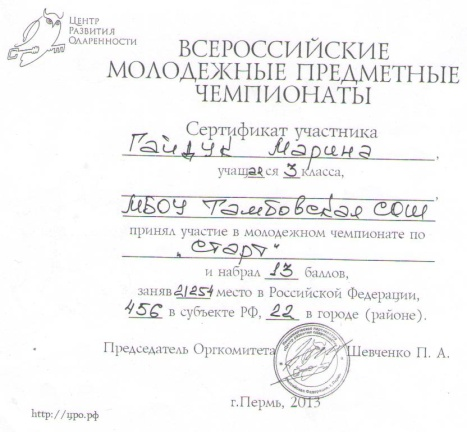 Центр
Развития
Одаренности
ВСЕРОССИЙСКИЕ
МОЛОДЕЖНЫЕ ПРЕДМЕТНЫЕ
ЧЕМПИОНАТЫ
Сертификат участника
Гайдук Марина,
учащаяся 3 класса,
МБОУ Тамбовская СОШ,
принял участие в молодежном чемпионате по
„Старт"
и набрал 13 баллов,
заняв 21254 место в Российской Федерации,
456 в субъекте РФ, 22 в городе (районе).
Председатель Оргкомитета Шевченко П. А.
г.Пермь, 2013
http://уро.рф